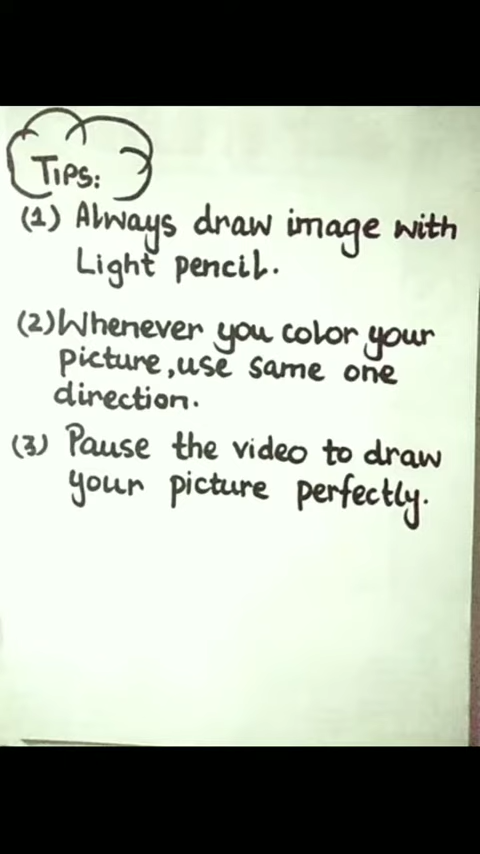 Tips:
(1) Always draw image with
Light pencil.
(2) Whenever you color your
picture, use same one
direction.
(3) Pause the video to draw
your picture perfectly.